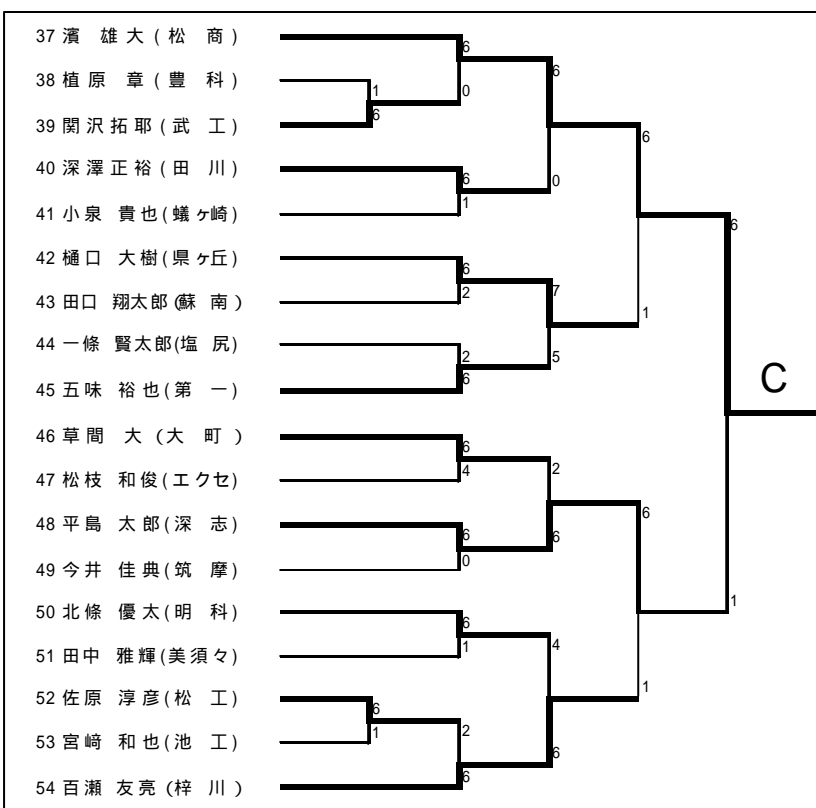 37 濱 雄大(松 商)
6
38 植原 章(豊 科)
1
0
6
39 関沢拓耶(武 工)
6
6
40 深澤正裕(田 川)
6
0
1
41 小泉 貴也(蟻ヶ崎)
6
42 樋口 大樹(県ヶ丘)
6
7
2
43 田口 翔太郎(蘇 南)
1
44 一條 賢太郎(塩 尻)
2
5
6
45 五味 裕也(第 一)
C
46 草間 大(大 町)
6
2
4
47 松枝 和俊(エクセ)
6
48 平島 太郎(深 志)
6
6
0
49 今井 佳典(筑 摩)
1
50 北條 優太(明 科)
6
4
1
51 田中 雅輝(美須々)
1
52 佐原 淳彦(松 工)
6
2
1
53 宮﨑 和也(池 工)
6
6
54 百瀬 友亮(梓 川)